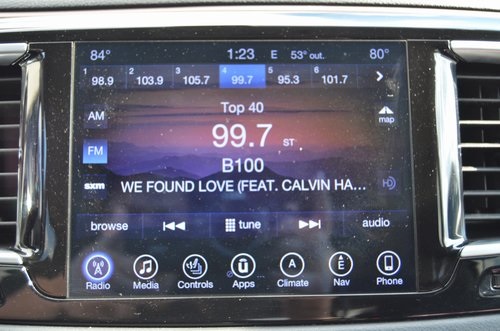 84° 1:23 E 53° out. 80°
1 2 3 4 5 6
98.9 103.9 105.7 99.7 95.3 101.7 >
AM Top 40 map
FM 99.7 ST
B100
sxm WE FOUND LOVE (FEAT. CALVIN HA... HD
browse tune audio
Radio Media Controls Apps Climate Nav Phone